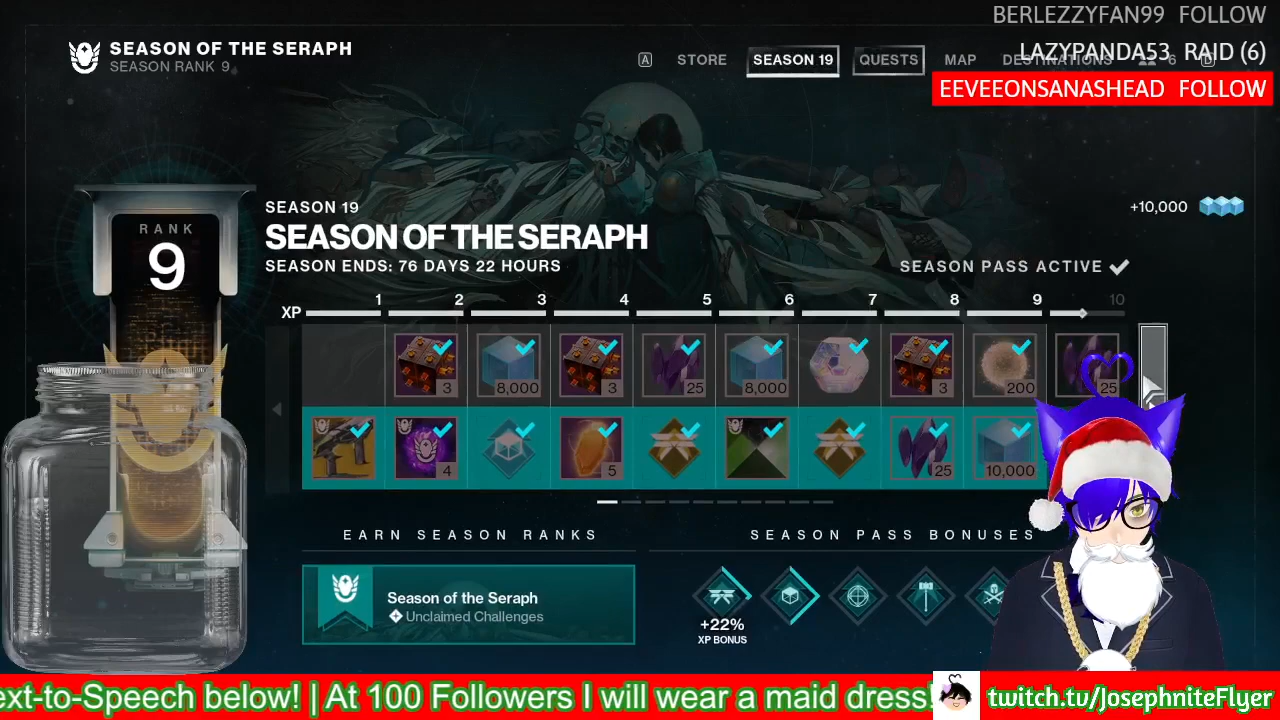 BERLEZZYFAN99 FOLLOW
LAZYPANDA53 RAID (6)
EEVEEONSANASHEAD FOLLOW
SEASON OF THE SERAPH
SEASON RANK 9
A STORE SEASON 19 QUESTS MAP DESTINATIONS 6 D
RANK
9
SEASON 19
SEASON OF THE SERAPH
SEASON ENDS: 76 DAYS 22 HOURS
+10,000
SEASON PASS ACTIVE
XP 1 2 3 4 5 6 7 8 9 10
3 8,000 3 25 8,000 3 200 25
4 5 25 10,000
EARN SEASON RANKS
SEASON PASS BONUSES
Season of the Seraph
Unclaimed Challenges
+22%
XP BONUS
ext-to-Speech below! | At 100 Followers I will wear a maid dress!
twitch.tv/JosephniteFlyer